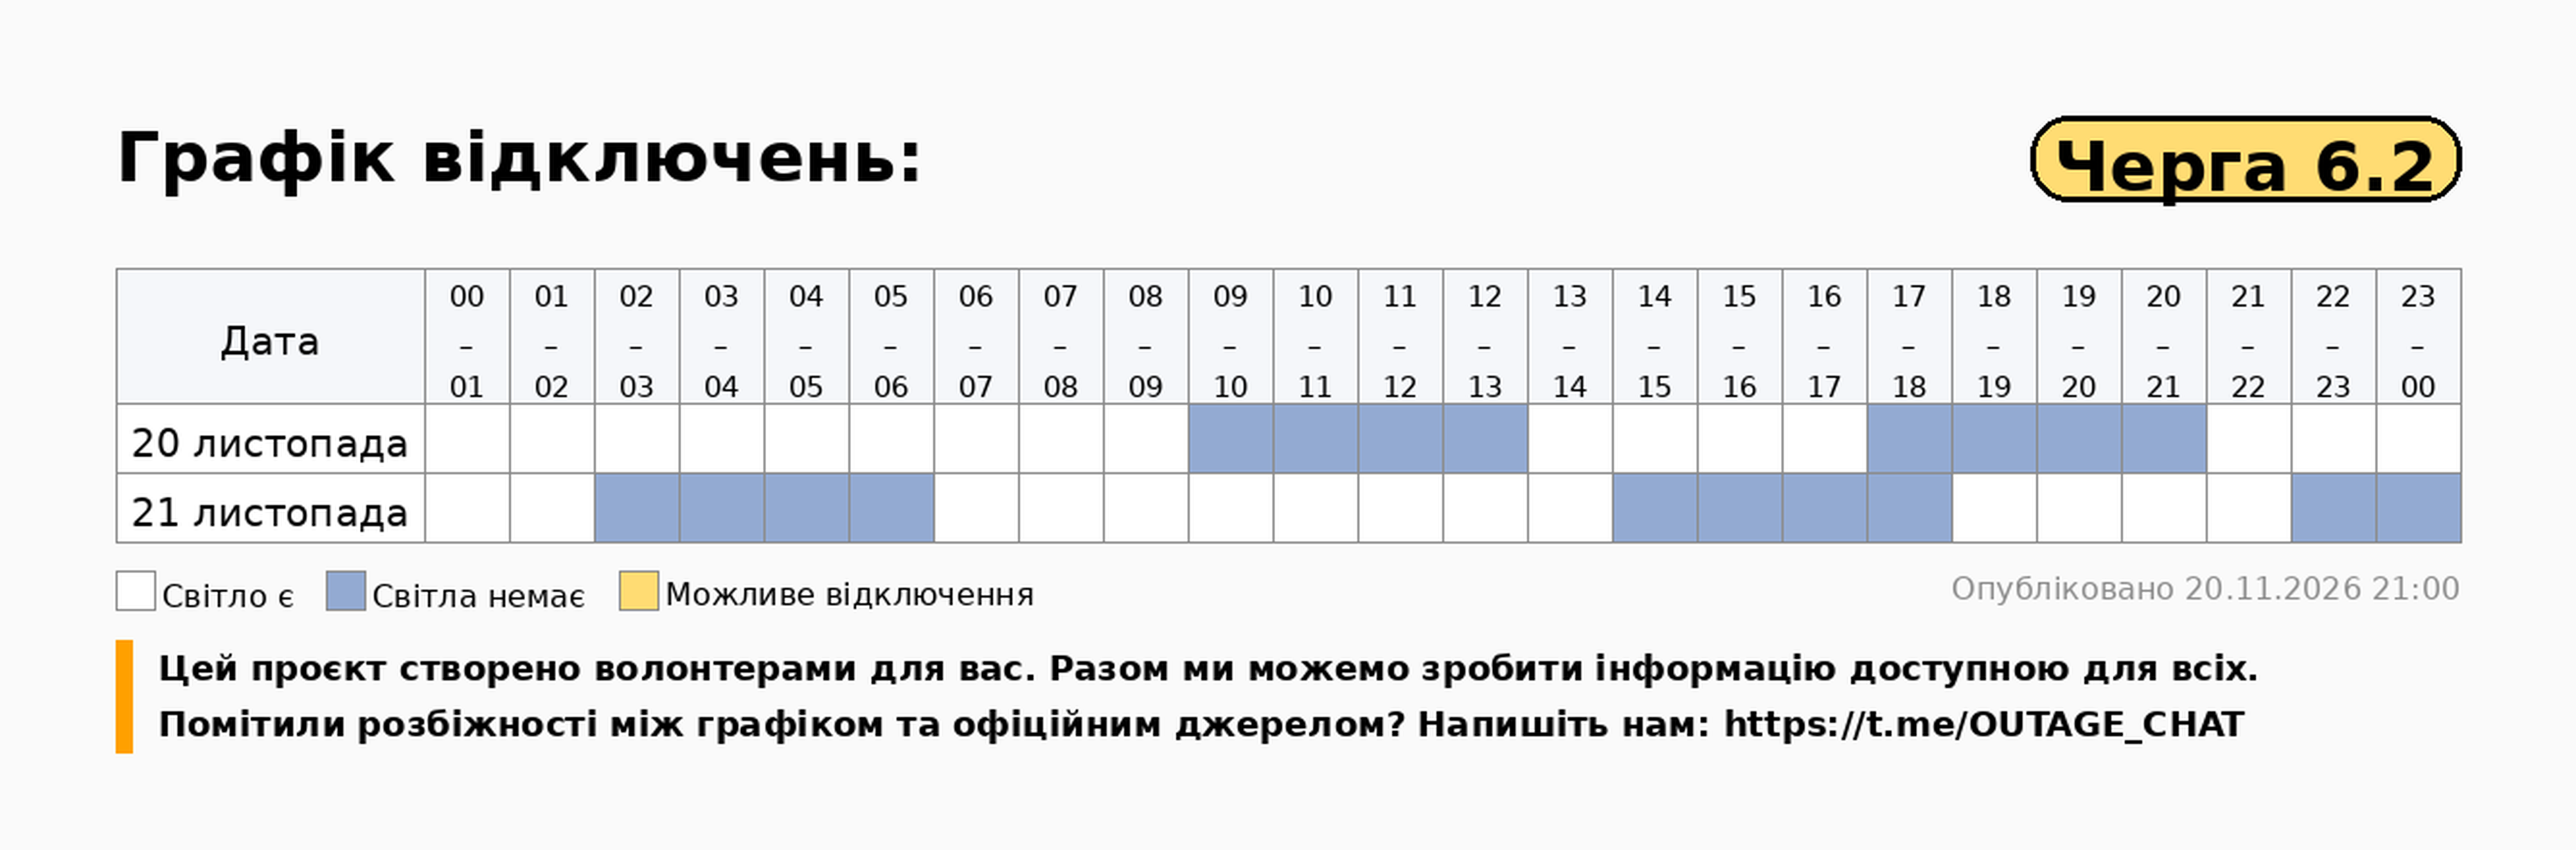 Графік відключень:
Черга 6.2
Дата
00 – 01
01 – 02
02 – 03
03 – 04
04 – 05
05 – 06
06 – 07
07 – 08
08 – 09
09 – 10
10 – 11
11 – 12
12 – 13
13 – 14
14 – 15
15 – 16
16 – 17
17 – 18
18 – 19
19 – 20
20 – 21
21 – 22
22 – 23
23 – 00
20 листопада
21 листопада
Світло є
Світла немає
Можливе відключення
Опубліковано 20.11.2026 21:00
Цей проєкт створено волонтерами для вас. Разом ми можемо зробити інформацію доступною для всіх.
Помітили розбіжності між графіком та офіційним джерелом? Напишіть нам: https://t.me/OUTAGE_CHAT